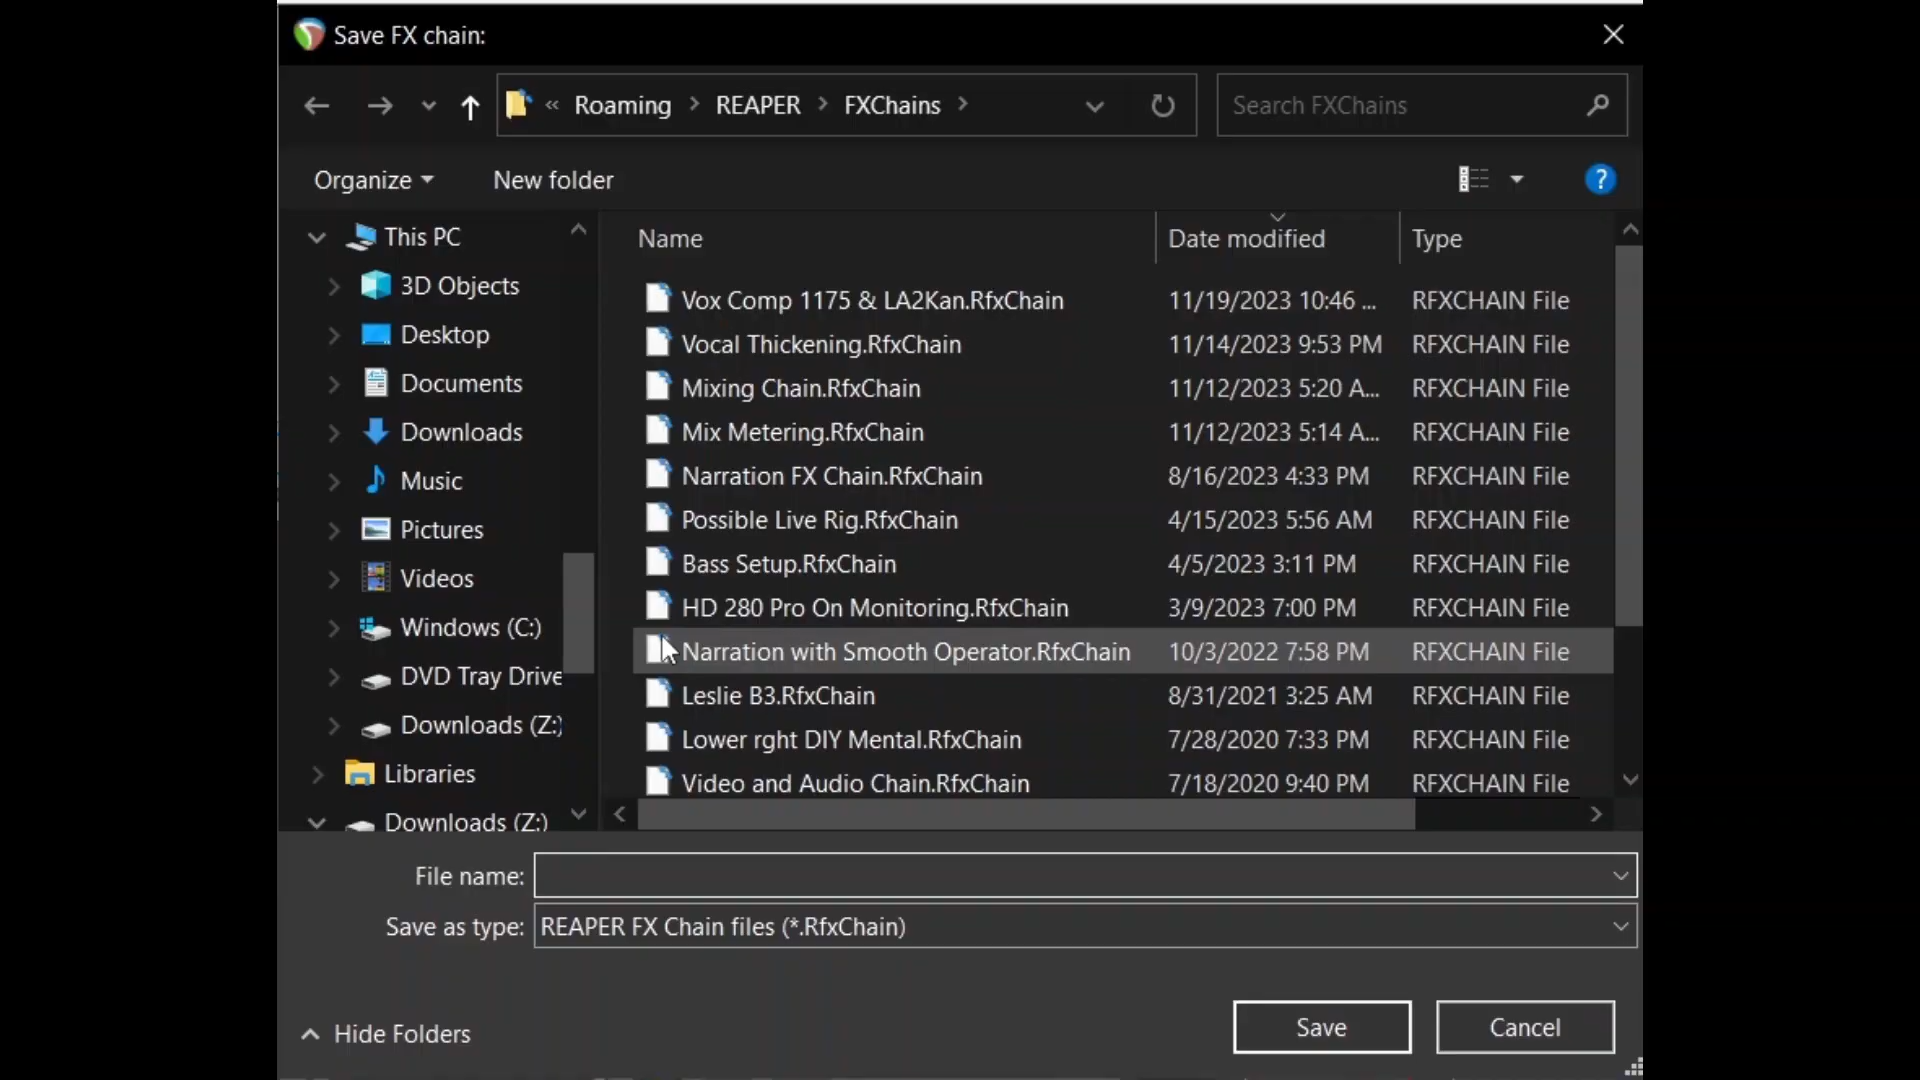 Save FX chain:
« Roaming > REAPER > FXChains >
Search FXChains
Organize
New folder
?
This PC
3D Objects
Desktop
Documents
Downloads
Music
Pictures
Videos
Windows (C:)
DVD Tray Drive
Downloads (Z:)
Libraries
Downloads (Z:)
Name Date modified Type
Vox Comp 1175 & LA2Kan.RfxChain 11/19/2023 10:46 ... RFXCHAIN File
Vocal Thickening.RfxChain 11/14/2023 9:53 PM RFXCHAIN File
Mixing Chain.RfxChain 11/12/2023 5:20 A... RFXCHAIN File
Mix Metering.RfxChain 11/12/2023 5:14 A... RFXCHAIN File
Narration FX Chain.RfxChain 8/16/2023 4:33 PM RFXCHAIN File
Possible Live Rig.RfxChain 4/15/2023 5:56 AM RFXCHAIN File
Bass Setup.RfxChain 4/5/2023 3:11 PM RFXCHAIN File
HD 280 Pro On Monitoring.RfxChain 3/9/2023 7:00 PM RFXCHAIN File
Narration with Smooth Operator.RfxChain 10/3/2022 7:58 PM RFXCHAIN File
Leslie B3.RfxChain 8/31/2021 3:25 AM RFXCHAIN File
Lower rght DIY Mental.RfxChain 7/28/2020 7:33 PM RFXCHAIN File
Video and Audio Chain.RfxChain 7/18/2020 9:40 PM RFXCHAIN File
File name:
Save as type: REAPER FX Chain files (*.RfxChain)
Hide Folders
Save
Cancel